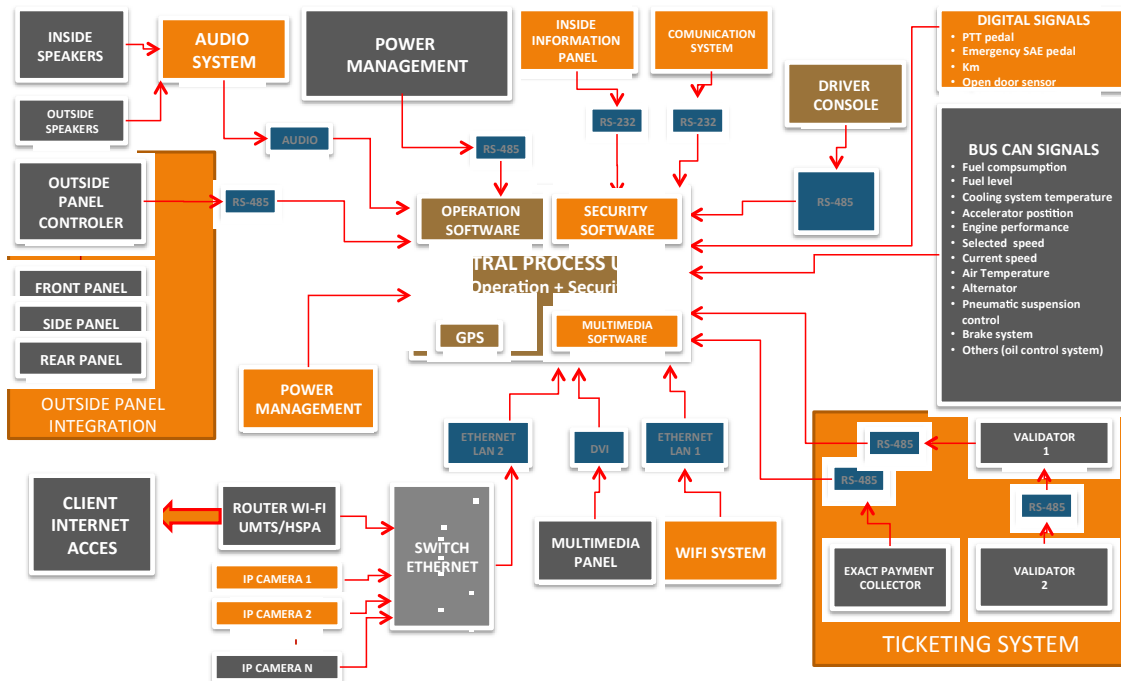 INSIDE
SPEAKERS
AUDIO
SYSTEM
POWER
MANAGEMENT
INSIDE
INFORMATION
PANEL
COMUNICATION
SYSTEM
DIGITAL SIGNALS
• PTT pedal
• Emergency SAE pedal
• Km
• Open door sensor
DRIVER
CONSOLE
OUTSIDE
SPEAKERS
AUDIO
RS-485
RS-232
RS-232
BUS CAN SIGNALS
• Fuel compsumption
• Fuel level
• Cooling system temperature
• Accelerator postition
• Engine performance
• Selected speed
• Current speed
• Air Temperature
• Alternator
• Pneumatic suspension
control
• Brake system
• Others (oil control system)
OUTSIDE
PANEL
CONTROLER
RS-485
OPERATION
SOFTWARE
SECURITY
SOFTWARE
RS-485
TRAL PROCESS U
Operation + Securi
FRONT PANEL
SIDE PANEL
REAR PANEL
OUTSIDE PANEL
INTEGRATION
GPS
MULTIMEDIA
SOFTWARE
POWER
MANAGEMENT
ETHERNET
LAN 2
DVI
ETHERNET
LAN 1
RS-485
VALIDATOR
1
RS-485
RS-485
CLIENT
INTERNET
ACCES
ROUTER WI-FI
UMTS/HSPA
SWITCH
ETHERNET
MULTIMEDIA
PANEL
WIFI SYSTEM
EXACT PAYMENT
COLLECTOR
VALIDATOR
2
IP CAMERA 1
IP CAMERA 2
IP CAMERA N
TICKETING SYSTEM